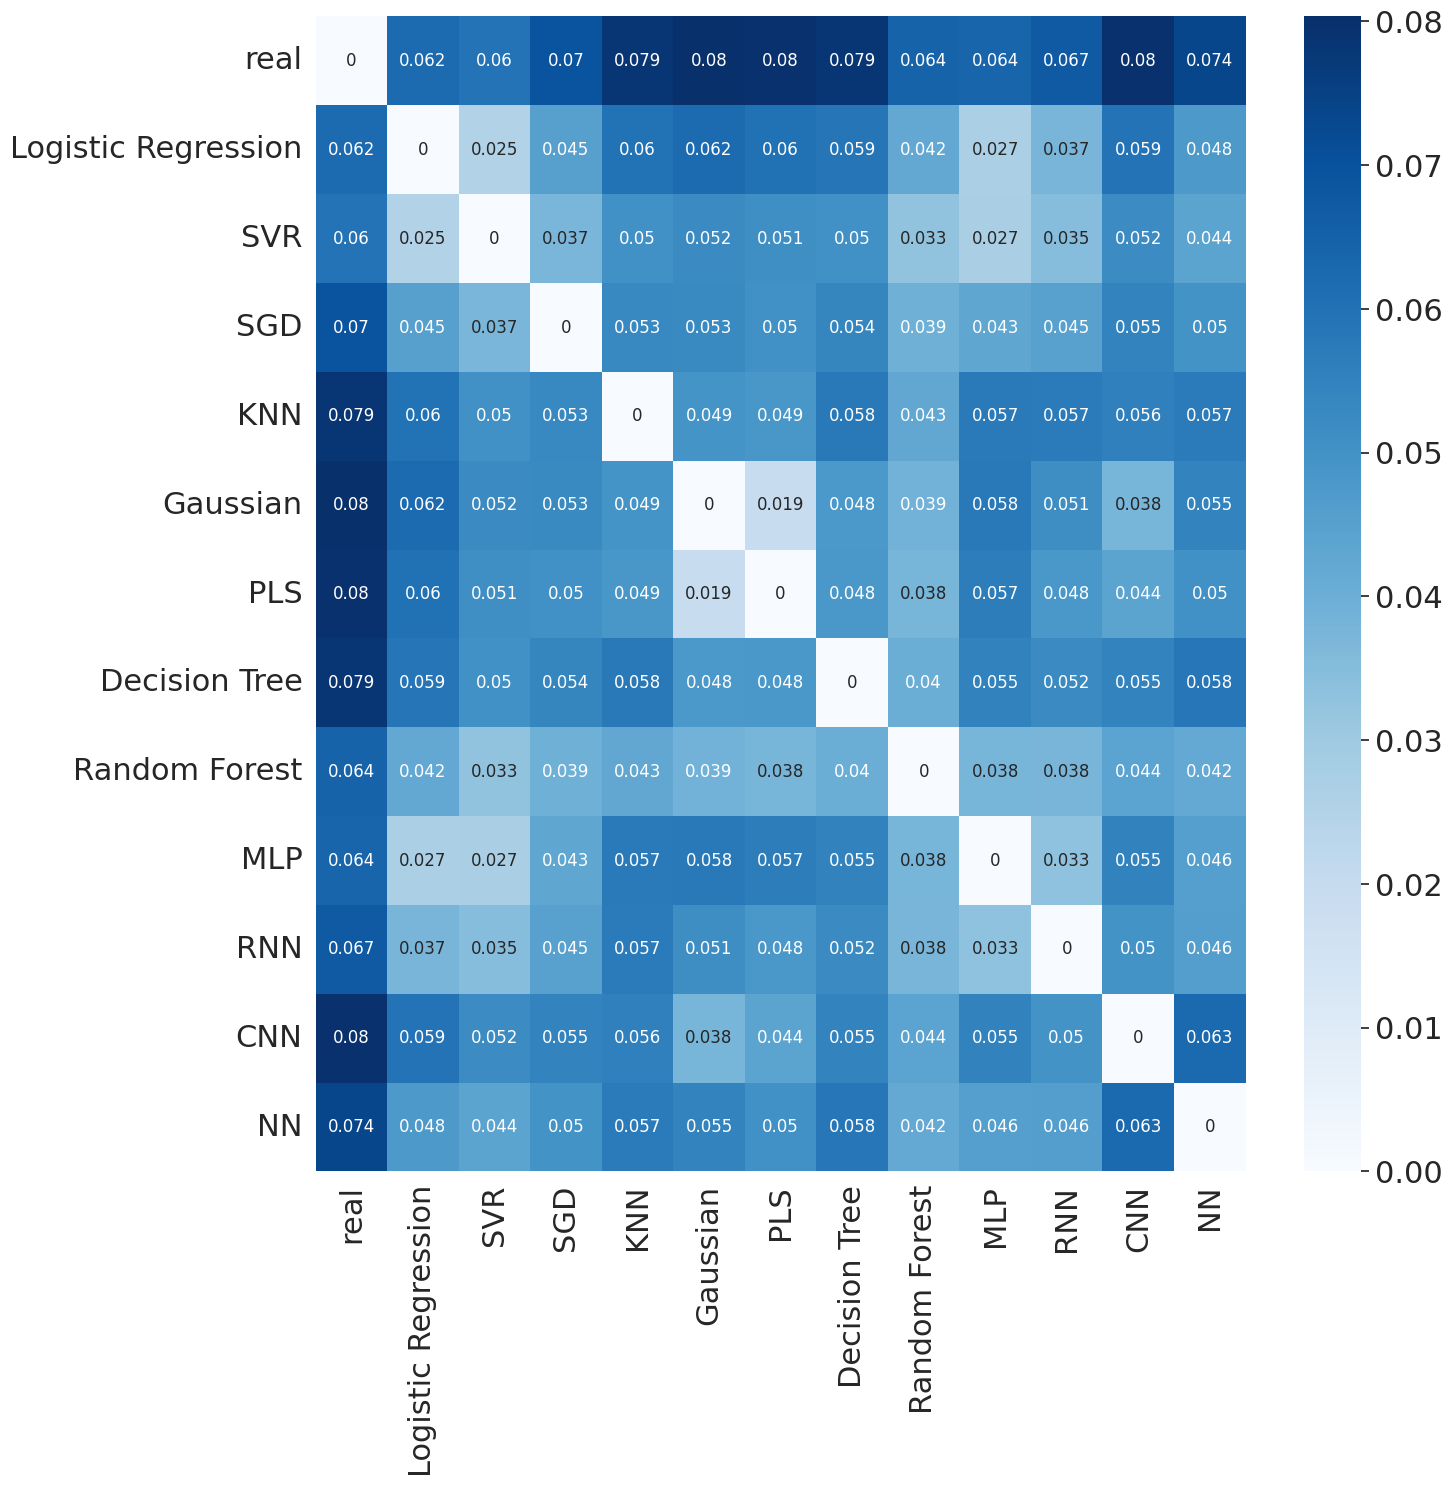 real 0 0.062 0.06 0.07 0.079 0.08 0.08 0.079 0.064 0.064 0.067 0.08 0.074
Logistic Regression 0.062 0 0.025 0.045 0.06 0.062 0.06 0.059 0.042 0.027 0.037 0.059 0.048
SVR 0.06 0.025 0 0.037 0.05 0.052 0.051 0.05 0.033 0.027 0.035 0.052 0.044
SGD 0.07 0.045 0.037 0 0.053 0.053 0.05 0.054 0.039 0.043 0.045 0.055 0.05
KNN 0.079 0.06 0.05 0.053 0 0.049 0.049 0.058 0.043 0.057 0.057 0.056 0.057
Gaussian 0.08 0.062 0.052 0.053 0.049 0 0.019 0.048 0.039 0.058 0.051 0.038 0.055
PLS 0.08 0.06 0.051 0.05 0.049 0.019 0 0.048 0.038 0.057 0.048 0.044 0.05
Decision Tree 0.079 0.059 0.05 0.054 0.058 0.048 0.048 0 0.04 0.055 0.052 0.055 0.058
Random Forest 0.064 0.042 0.033 0.039 0.043 0.039 0.038 0.04 0 0.038 0.038 0.044 0.042
MLP 0.064 0.027 0.027 0.043 0.057 0.058 0.057 0.055 0.038 0 0.033 0.055 0.046
RNN 0.067 0.037 0.035 0.045 0.057 0.051 0.048 0.052 0.038 0.033 0 0.05 0.046
CNN 0.08 0.059 0.052 0.055 0.056 0.038 0.044 0.055 0.044 0.055 0.05 0 0.063
NN 0.074 0.048 0.044 0.05 0.057 0.055 0.05 0.058 0.042 0.046 0.046 0.063 0
real
Logistic Regression
SVR
SGD
KNN
Gaussian
PLS
Decision Tree
Random Forest
MLP
RNN
CNN
NN
0.08
0.07
0.06
0.05
0.04
0.03
0.02
0.01
0.00